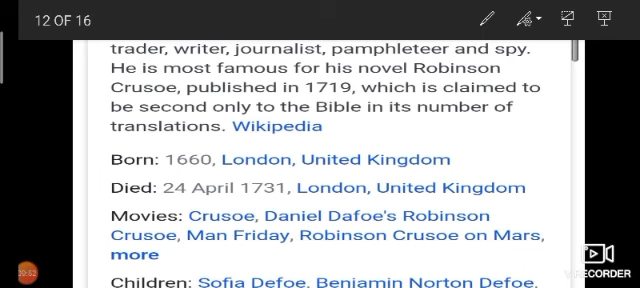 12 OF 16
trader, writer, journalist, pamphleteer and spy.
He is most famous for his novel Robinson
Crusoe, published in 1719, which is claimed to
be second only to the Bible in its number of
translations. Wikipedia
Born: 1660, London, United Kingdom
Died: 24 April 1731, London, United Kingdom
Movies: Crusoe, Daniel Dafoe's Robinson
Crusoe, Man Friday, Robinson Crusoe on Mars,
more
Children: Sofia Defoe, Benjamin Norton Defoe,